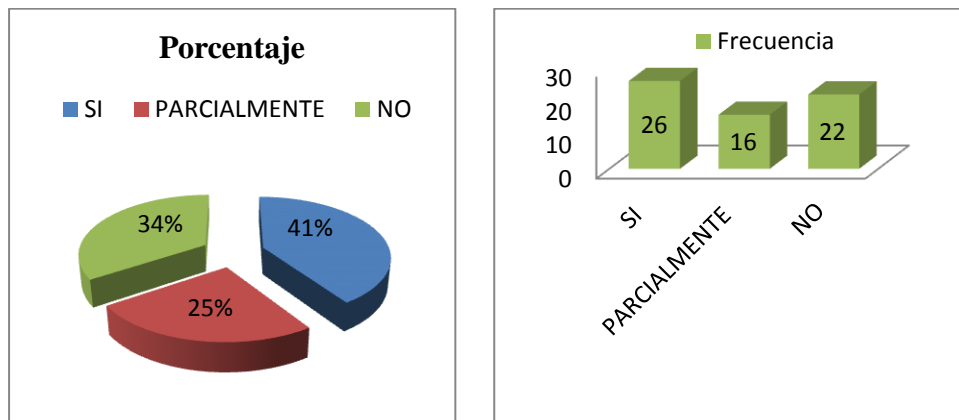 Porcentaje
SI PARCIALMENTE NO
34%
41%
25%
Frecuencia
30
20
10
0
26
16
22
SI
PARCIALMENTE
NO